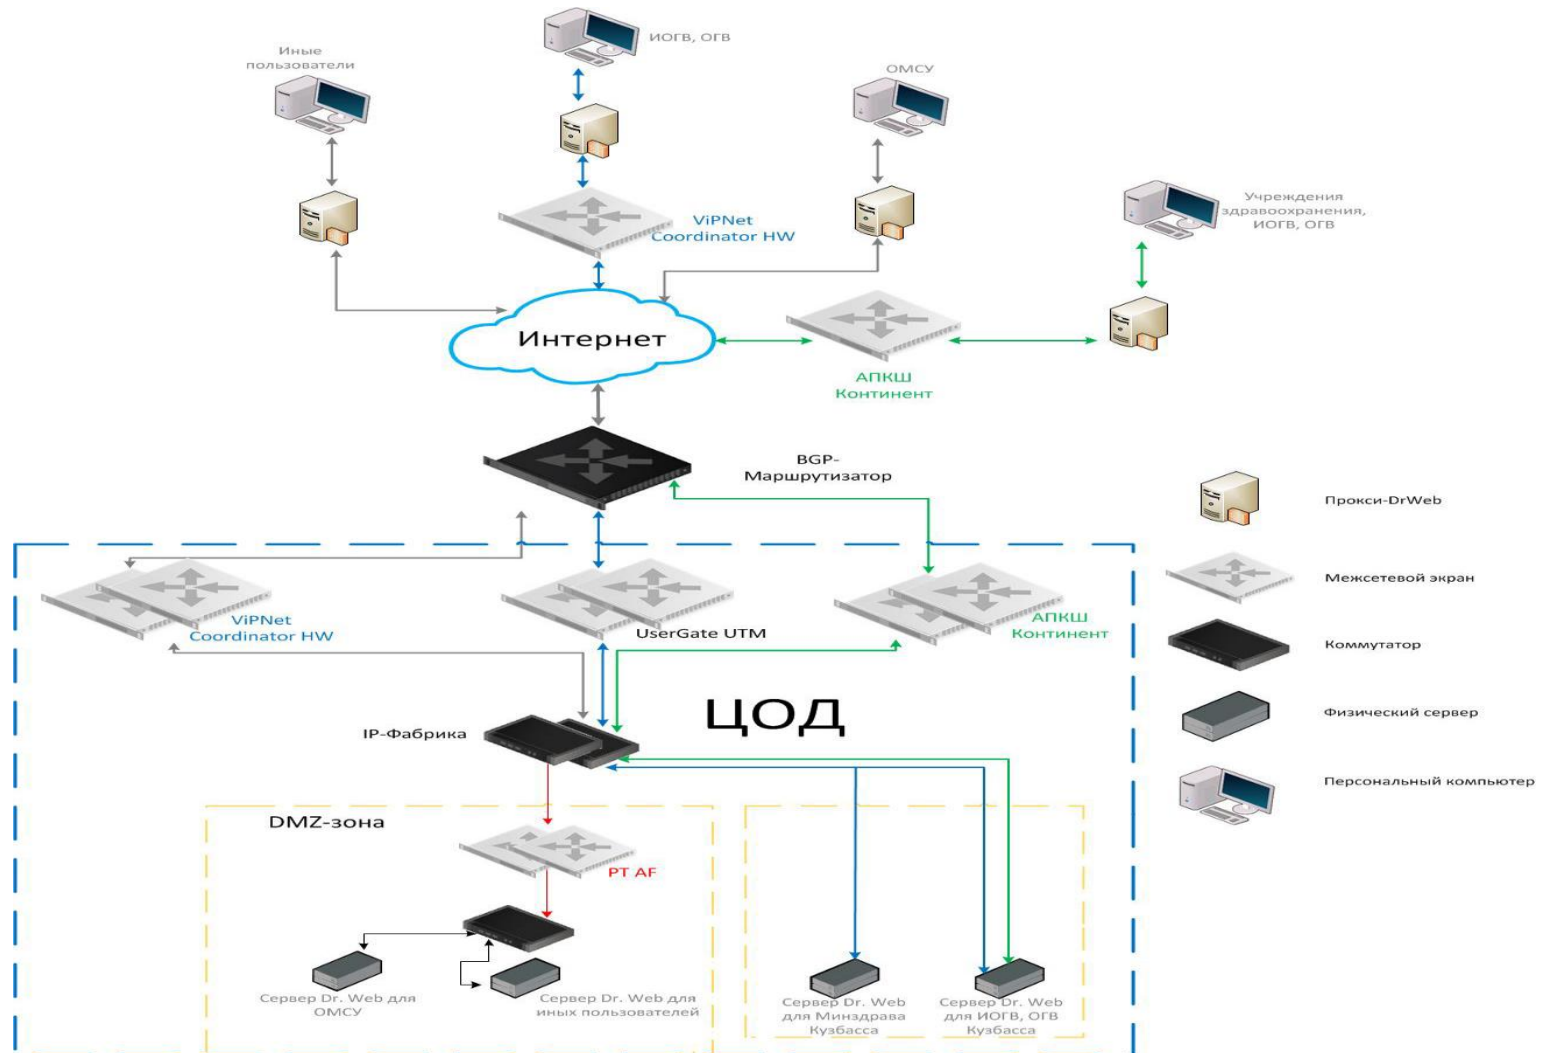 ИОГВ, ОГВ
Иные
пользователи
ОМСУ
Учреждения
здравоохранения,
ИОГВ, ОГВ
ViPNet
Coordinator HW
Интернет
АПКШ
Континент
BGP-
Маршрутизатор
Прокси-DrWeb
Межсетевой экран
Коммутатор
Физический сервер
Персональный компьютер
ViPNet
Coordinator HW
UserGate UTM
АПКШ
Континент
ЦОД
IP-Фабрика
DMZ-зона
PT AF
Сервер Dr. Web для
ОМСУ
Сервер Dr. Web для
иных пользователей
Сервер Dr. Web
для Минздрава
Кузбасса
Сервер Dr. Web
для ИОГВ, ОГВ
Кузбасса